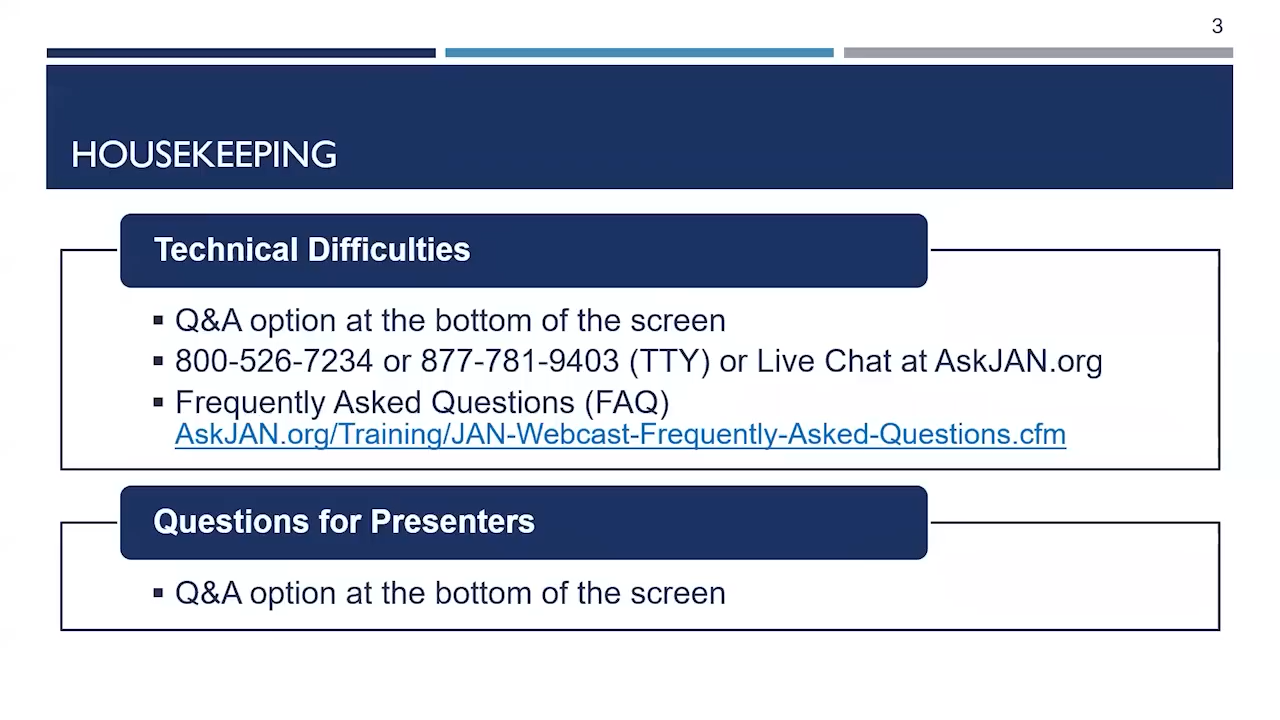 3
HOUSEKEEPING
Technical Difficulties
▪ Q&A option at the bottom of the screen
▪ 800-526-7234 or 877-781-9403 (TTY) or Live Chat at AskJAN.org
▪ Frequently Asked Questions (FAQ)
AskJAN.org/Training/JAN-Webcast-Frequently-Asked-Questions.cfm
Questions for Presenters
▪ Q&A option at the bottom of the screen